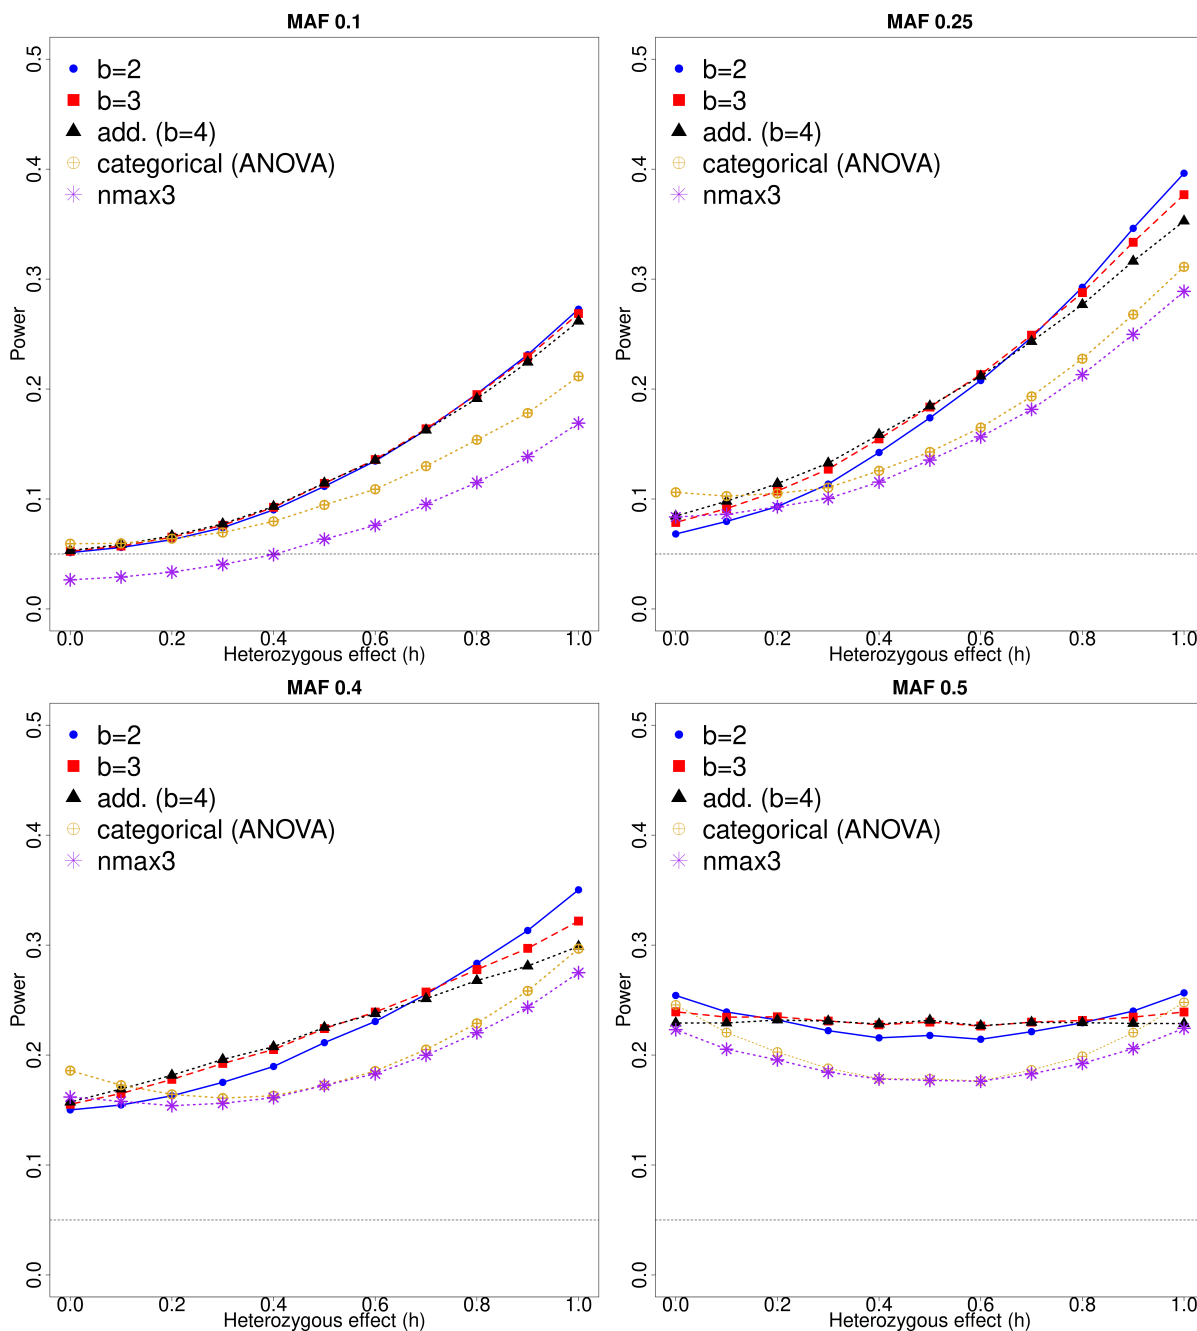 MAF 0.1
b=2
b=3
add. (b=4)
categorical (ANOVA)
nmax3
Power
0.5
0.4
0.3
0.2
0.1
0.0
0.0 0.2 0.4 0.6 0.8 1.0
Heterozygous effect (h)
MAF 0.25
b=2
b=3
add. (b=4)
categorical (ANOVA)
nmax3
Power
0.5
0.4
0.3
0.2
0.1
0.0
0.0 0.2 0.4 0.6 0.8 1.0
Heterozygous effect (h)
MAF 0.4
b=2
b=3
add. (b=4)
categorical (ANOVA)
nmax3
Power
0.5
0.4
0.3
0.2
0.1
0.0
0.0 0.2 0.4 0.6 0.8 1.0
Heterozygous effect (h)
MAF 0.5
b=2
b=3
add. (b=4)
categorical (ANOVA)
nmax3
Power
0.5
0.4
0.3
0.2
0.1
0.0
0.0 0.2 0.4 0.6 0.8 1.0
Heterozygous effect (h)